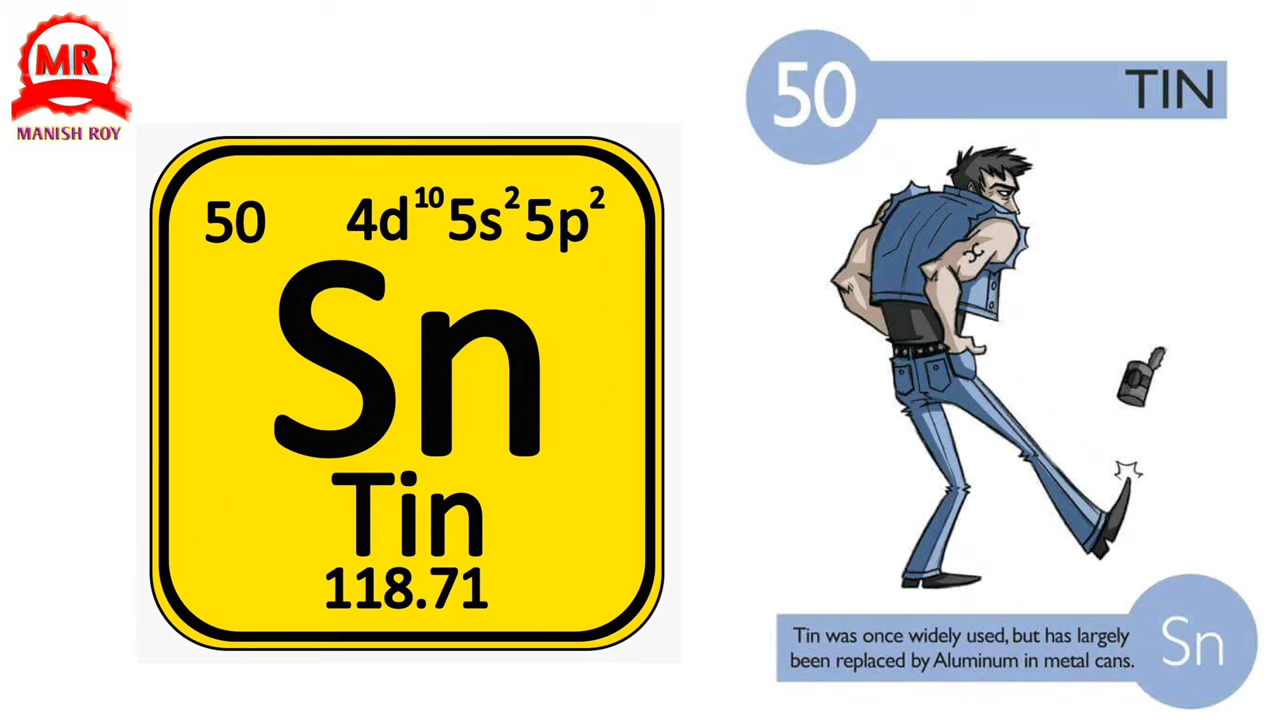 MR
MANISH ROY
50 4d¹⁰5s²5p²
Sn
Tin
118.71
50 TIN
Tin was once widely used, but has largely
been replaced by Aluminum in metal cans.
Sn